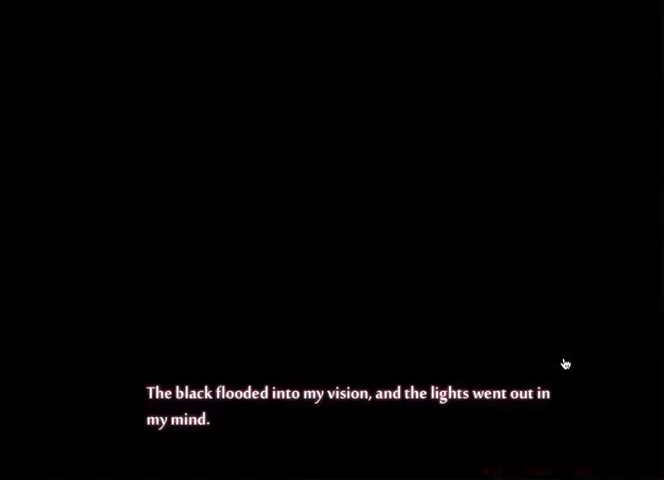 The black flooded into my vision, and the lights went out in
my mind.